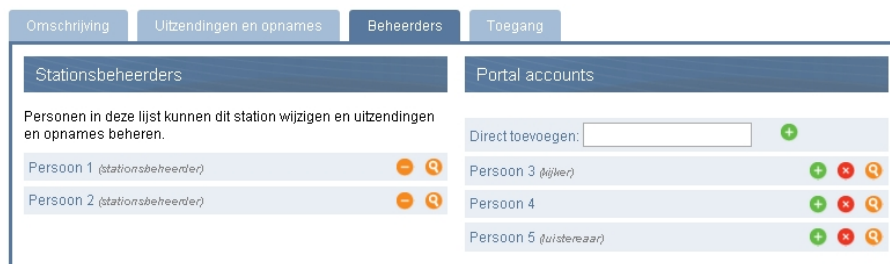 Omschrijving Uitzendingen en opnames Beheerders Toegang
Stationsbeheerders
Personen in deze lijst kunnen dit station wijzigen en uitzendingen
en opnames beheren.
Persoon 1 (stationsbeheerder)
Persoon 2 (stationsbeheerder)
Portal accounts
Direct toevoegen:
Persoon 3 (kijker)
Persoon 4
Persoon 5 (luistereaar)